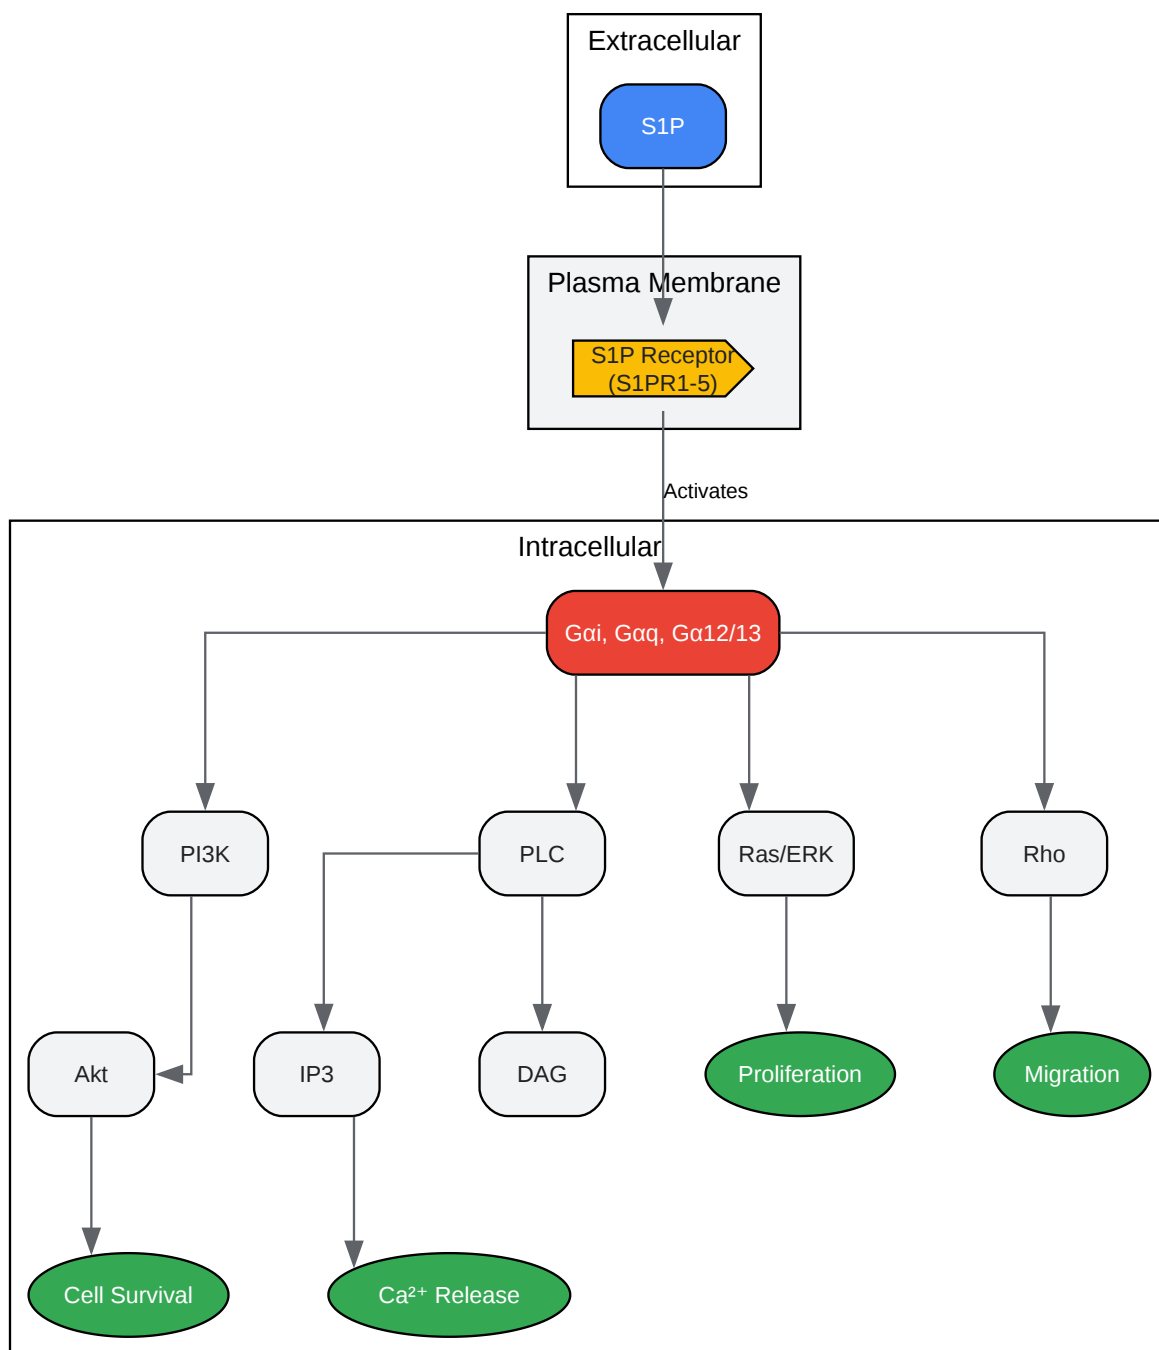 Extracellular
S1P
Plasma Membrane
S1P Receptor
(S1PR1-5)
Activates
Intracellular
Gαi, Gαq, Gα12/13
PI3K
PLC
Ras/ERK
Rho
Akt
IP3
DAG
Proliferation
Migration
Cell Survival
Ca²⁺ Release